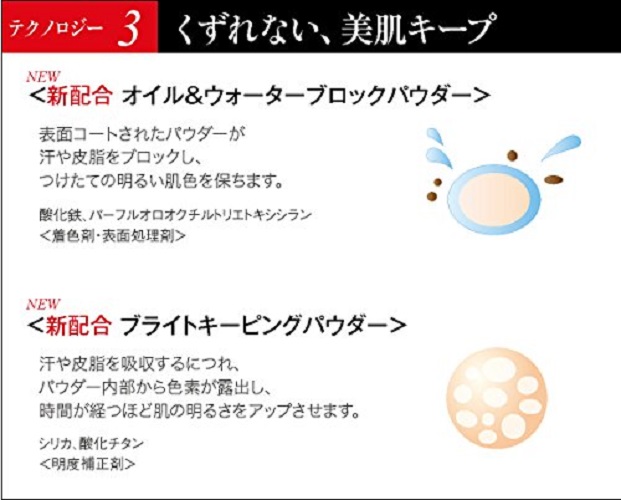 テクノロジー 3 くずれない、美肌キープ
NEW
＜新配合 オイル&ウォーターブロックパウダー＞
表面コートされたパウダーが
汗や皮脂をブロックし、
つけたての明るい肌色を保ちます。
酸化鉄、パーフルオロオクチルトリエトキシシラン
＜着色剤・表面処理剤＞
NEW
＜新配合 ブライトキーピングパウダー＞
汗や皮脂を吸収するにつれ、
パウダー内部から色素が露出し、
時間が経つほど肌の明るさをアップさせます。
シリカ、酸化チタン
＜明度補正剤＞